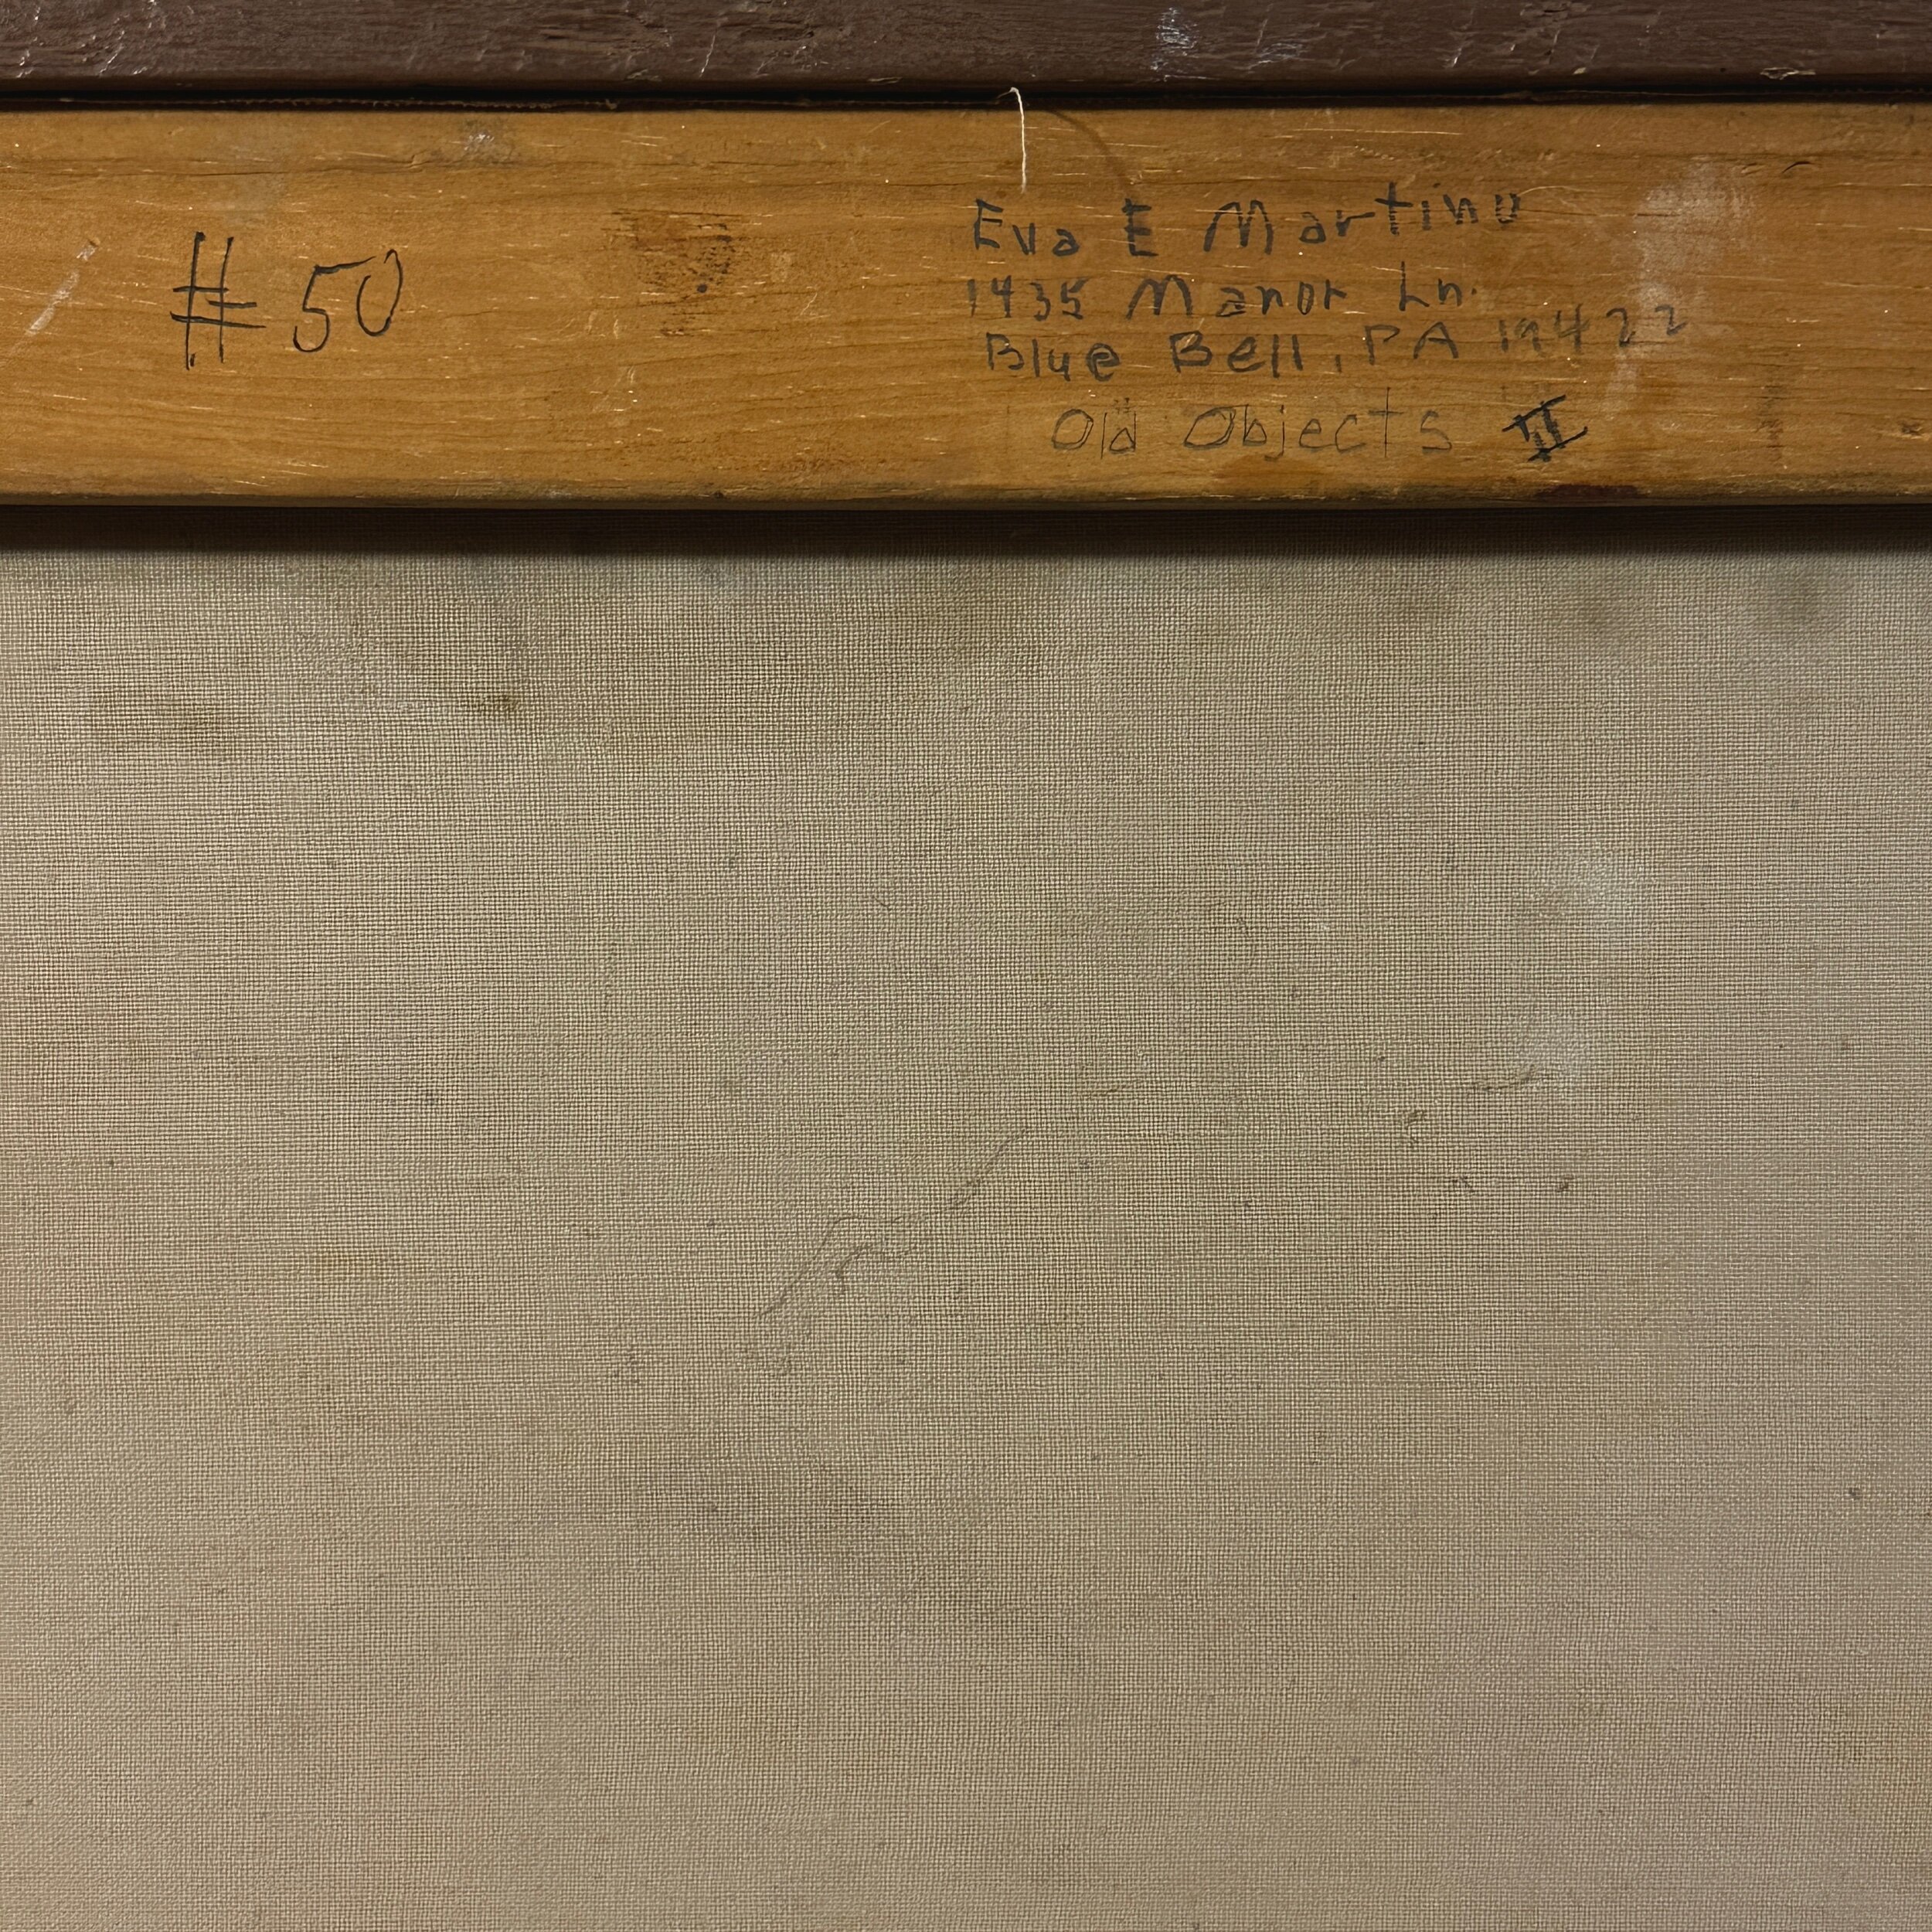 #50
Eva E Martino
1435 Manor Ln.
Blue Bell, PA 19422
Old Objects II